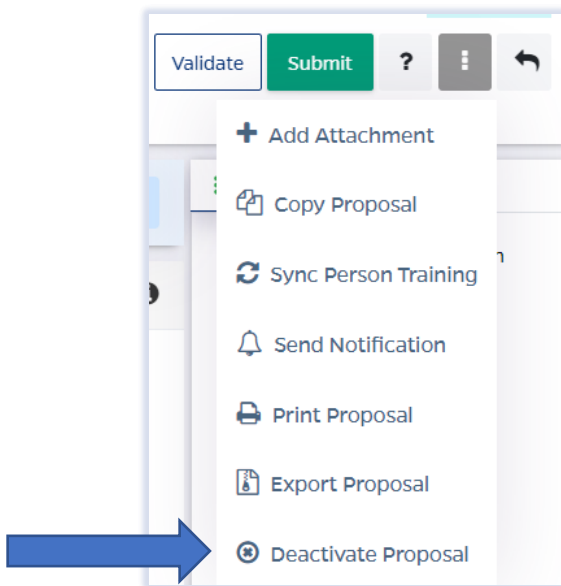 Validate
Submit
?
Add Attachment
Copy Proposal
Sync Person Training
Send Notification
Print Proposal
Export Proposal
Deactivate Proposal